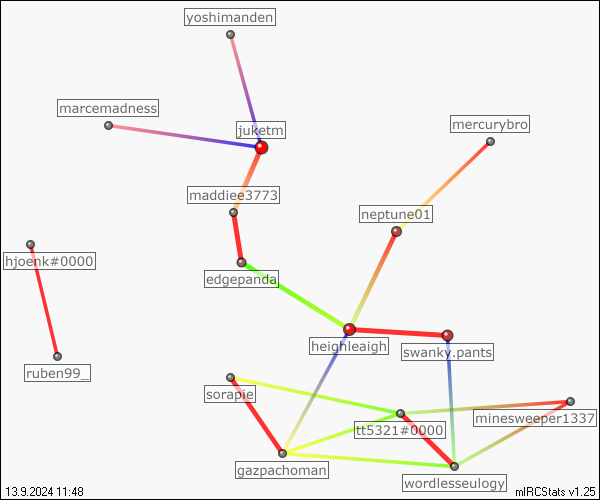 yoshimanden
marcemadness
juketm
mercurybro
maddiee3773
neptune01
hjoenk#0000
edgepanda
heighleaigh
swanky.pants
ruben99_
sorapie
minesweeper1337
tt5321#0000
gazpachoman
wordlesseulogy
13.9.2024 11:48
mIRCStats v1.25